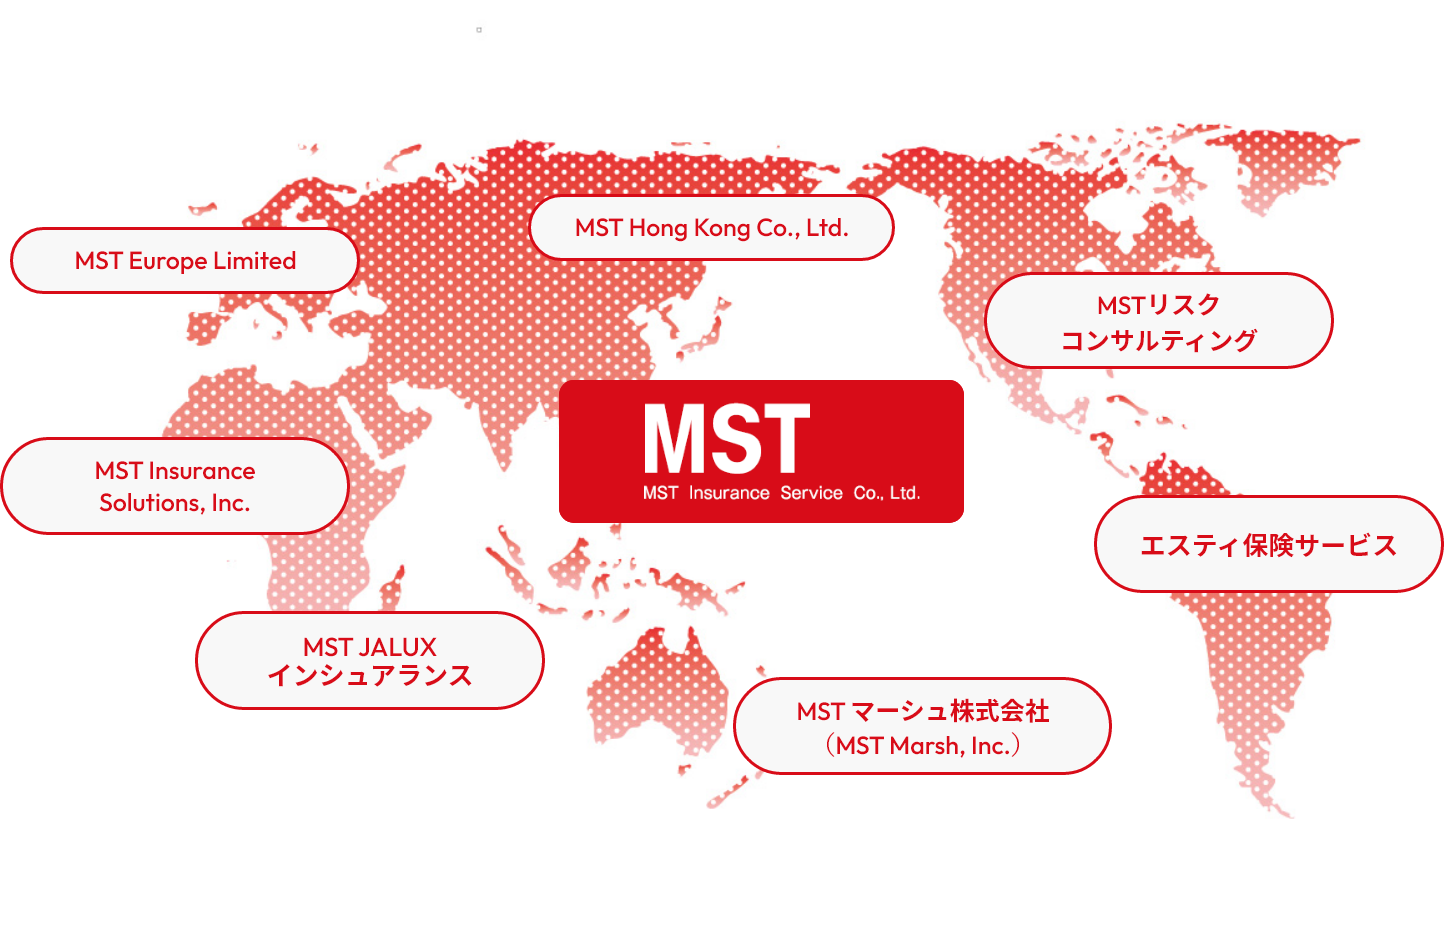 MST Hong Kong Co., Ltd.
MST Europe Limited
MSTリスク
コンサルティング
MST
MST Insurance Service Co., Ltd.
MST Insurance
Solutions, Inc.
エスティ保険サービス
MST JALUX
インシュアランス
MST マーシュ株式会社
（MST Marsh, Inc.）